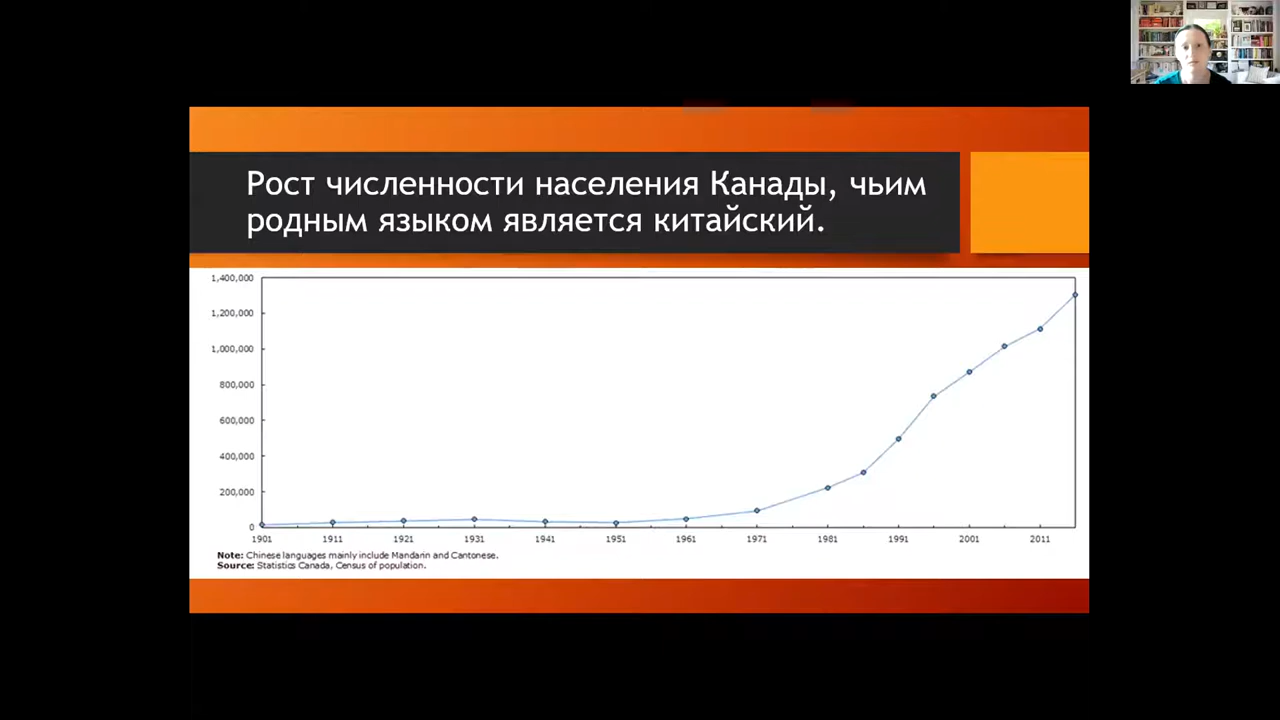 Рост численности населения Канады, чьим
родным языком является китайский.
1,400,000
1,200,000
1,000,000
800,000
600,000
400,000
200,000
0
1901 1911 1921 1931 1941 1951 1961 1971 1981 1991 2001 2011
Note: Chinese languages mainly include Mandarin and Cantonese.
Source: Statistics Canada, Census of population.